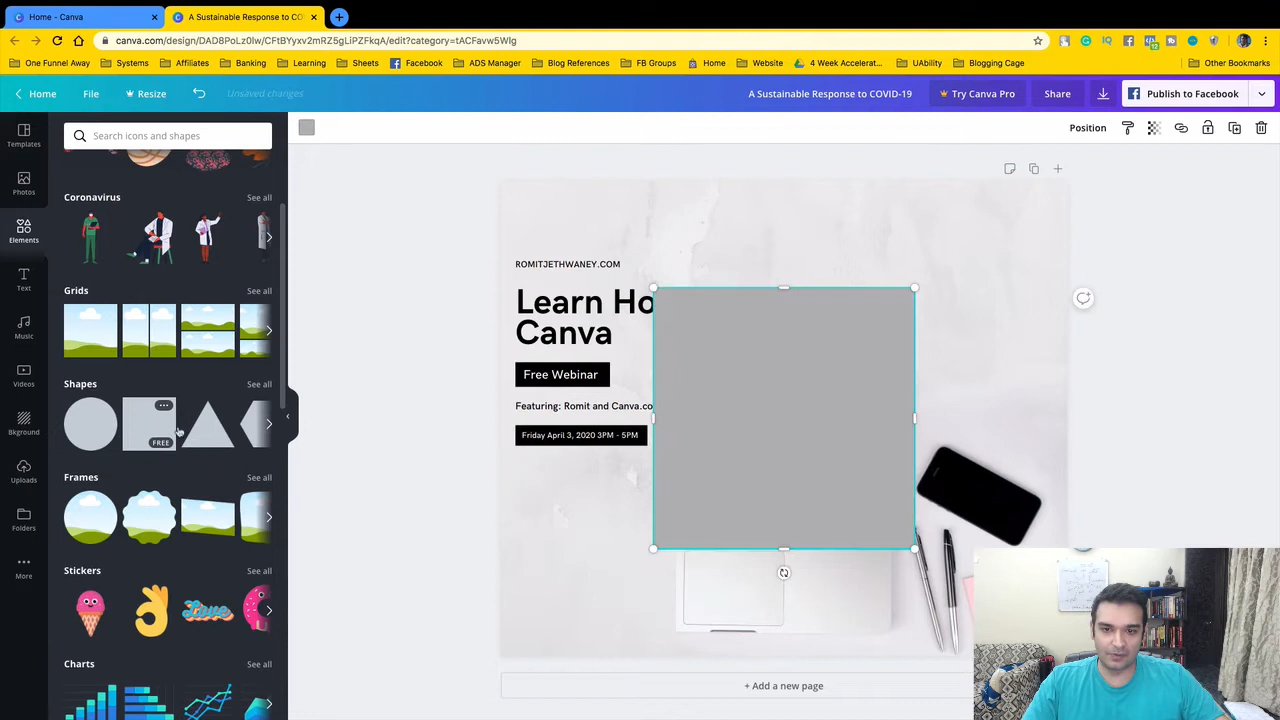 Home - Canva
A Sustainable Response to CO
canva.com/design/DAD8PoLz0lw/CFtBYyxv2mRZ5gLiPZFkqA/edit?category=tACFavw5WIg
One Funnel Away
Systems
Affiliates
Banking
Learning
Sheets
Facebook
ADS Manager
Blog References
FB Groups
Home
Website
4 Week Accelerat...
UAbility
Blogging Cage
Other Bookmarks
Home
File
Resize
Unsaved changes
A Sustainable Response to COVID-19
Try Canva Pro
Share
Publish to Facebook
Templates
Photos
Elements
Text
Music
Videos
Bkground
Uploads
Folders
More
Search icons and shapes
Coronavirus
See all
Grids
See all
Shapes
See all
FREE
Frames
See all
Stickers
See all
Love
Charts
See all
Position
ROMITJETHWANEY.COM
Learn Ho
Canva
Free Webinar
Featuring: Romit and Canva.co
Friday April 3, 2020 3PM - 5PM
+ Add a new page